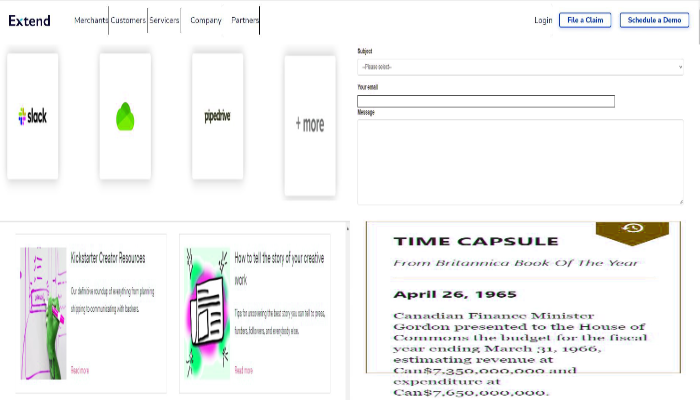 Extend
Merchants Customers Servicers Company Partners
Login File a Claim Schedule a Demo
slack
pipedrive
+ more
Subject
--Please select--
Your email
Message
Kickstarter Creator Resources
Our definitive roundup of everything from planning
shipping to communicating with backers.
Read more
How to tell the story of your creative
work
Tips for uncovering the best story you can tell to press,
funders, followers, and everybody else.
Read more
TIME CAPSULE
From Britannica Book Of The Year
April 26, 1965
Canadian Finance Minister
Gordon presented to the House of
Commons the budget for the fiscal
year ending March 31, 1966,
estimating revenue at
Can$7,350,000,000 and
expenditure at
Can$7,650,000,000.